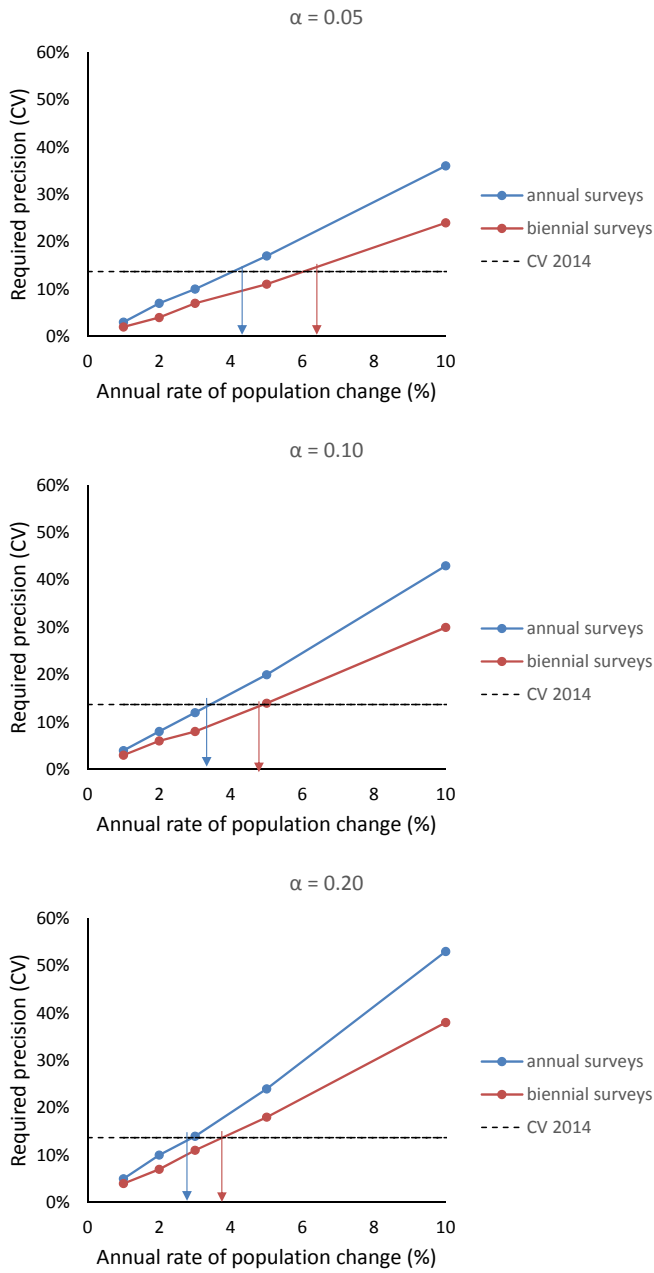 α = 0.05
60%
50%
40%
30%
20%
10%
0%
Required precision (CV)
0 2 4 6 8 10
Annual rate of population change (%)
annual surveys
biennial surveys
CV 2014
α = 0.10
60%
50%
40%
30%
20%
10%
0%
Required precision (CV)
0 2 4 6 8 10
Annual rate of population change (%)
annual surveys
biennial surveys
CV 2014
α = 0.20
60%
50%
40%
30%
20%
10%
0%
Required precision (CV)
0 2 4 6 8 10
Annual rate of population change (%)
annual surveys
biennial surveys
CV 2014